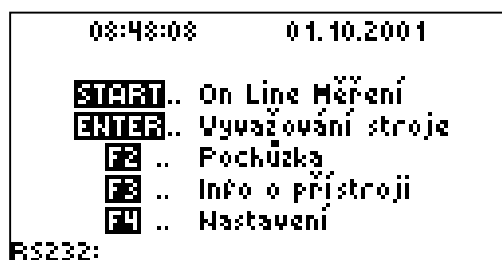 08:48:08 01.10.2001
START.. On Line Měření
ENTER.. Vyvažování stroje
F2 .. Pochůzka
F3 .. Info o přístroji
F4 .. Nastavení
RS232: